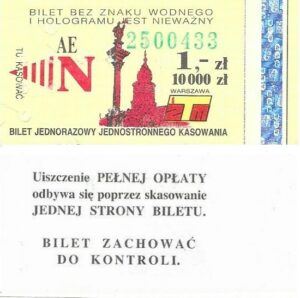 BILET BEZ ZNAKU WODNEGO
I HOLOGRAMU JEST NIEWAŻNY
TU KASOWAĆ
AE
2500433
N
1,- zł
10 000 zł
WARSZAWA
ZTM
BILET JEDNORAZOWY JEDNOSTRONNEGO KASOWANIA
Uiszczenie PEŁNEJ OPŁATY
odbywa się poprzez skasowanie
JEDNEJ STRONY BILETU.
BILET ZACHOWAĆ
DO KONTROLI.